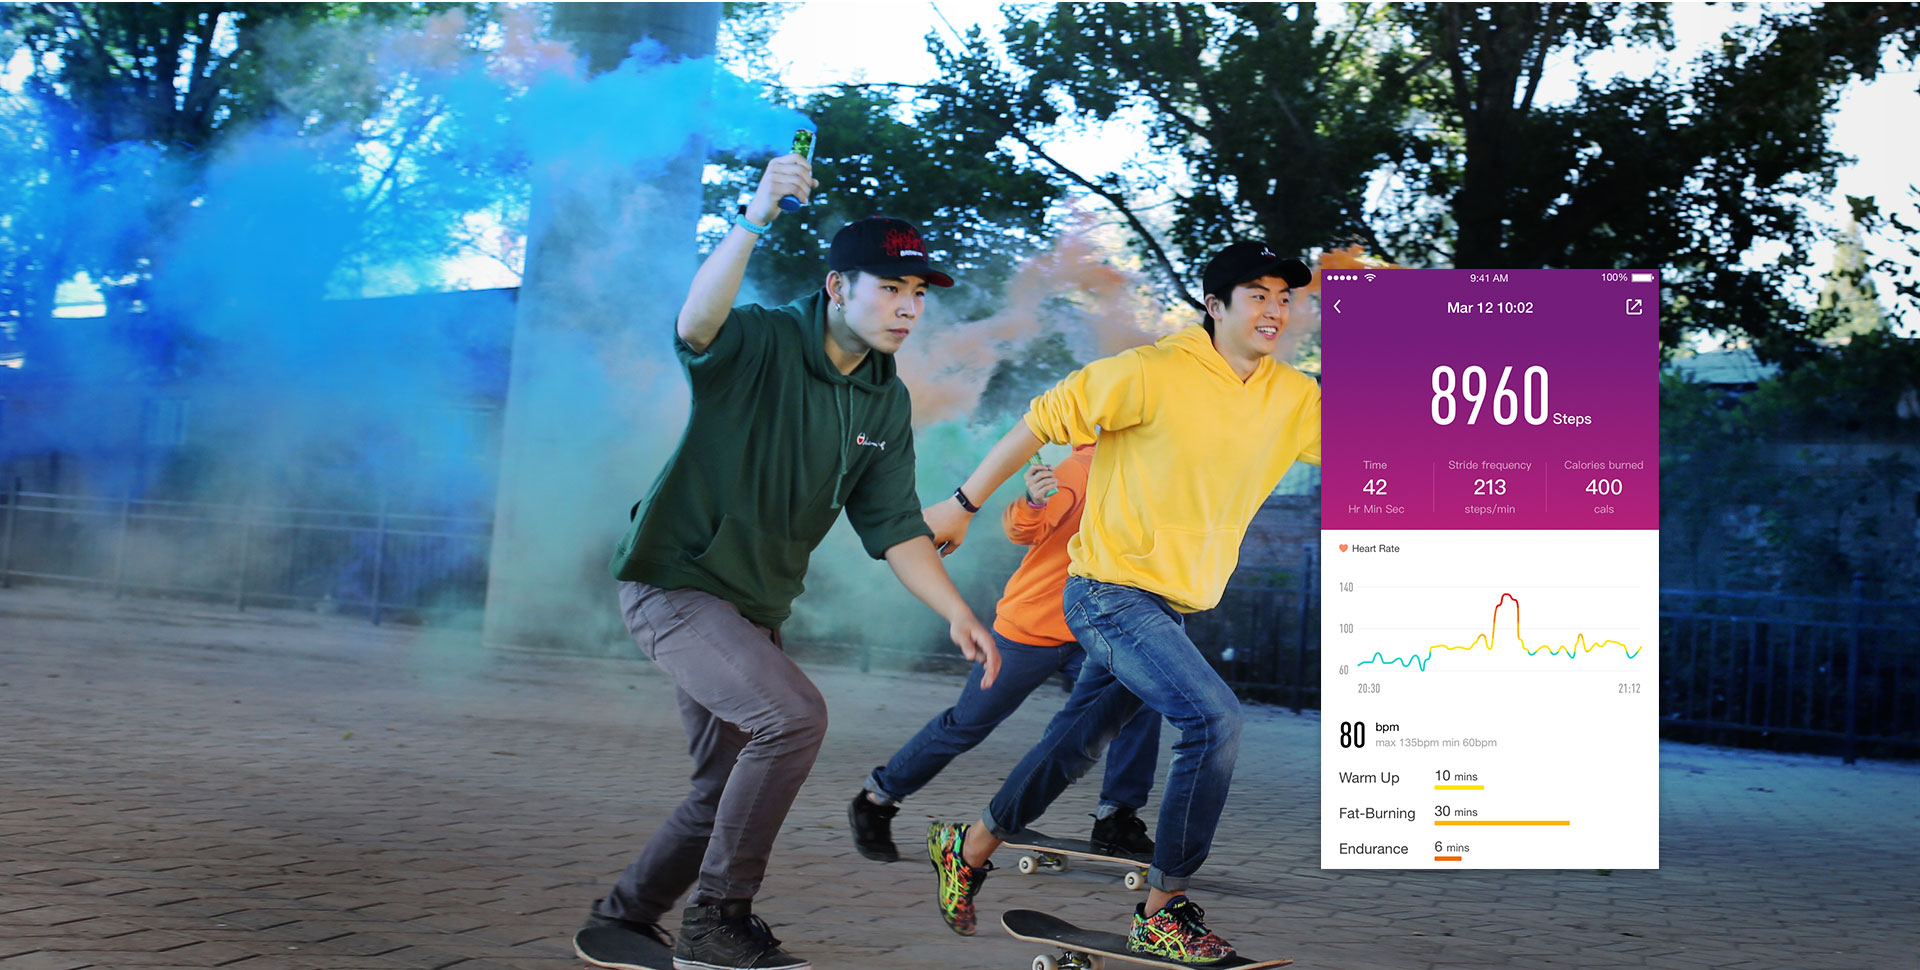 9:41 AM
100%
Mar 12 10:02
8960 Steps
Time
42
Hr Min Sec
Stride frequency
213
steps/min
Calories burned
400
cals
Heart Rate
140
100
60
20:30
21:12
80 bpm
max 135bpm min 60bpm
Warm Up 10 mins
Fat-Burning 30 mins
Endurance 6 mins